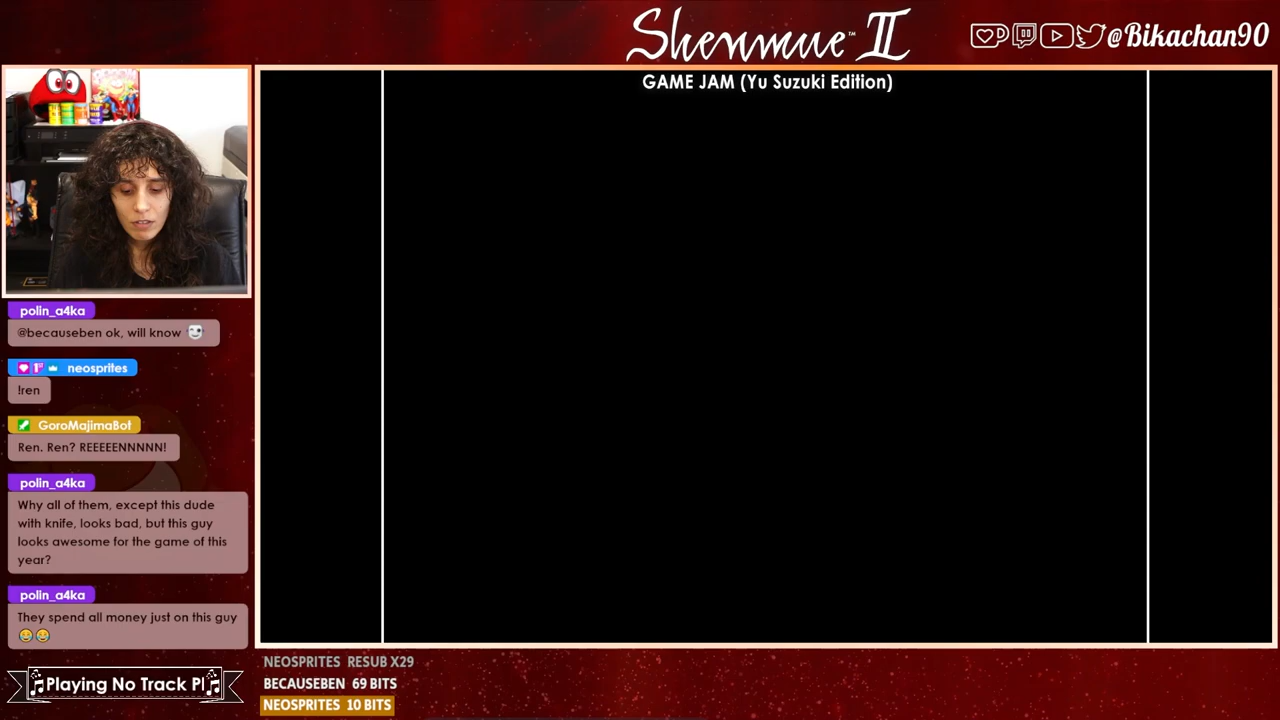 Shenmue™ II
@Bikachan90
GAME JAM (Yu Suzuki Edition)
polin_a4ka
@becauseben ok, will know
neosprites
!ren
GoroMajimaBot
Ren. Ren? REEEEENNNNN!
polin_a4ka
Why all of them, except this dude
with knife, looks bad, but this guy
looks awesome for the game of this
year?
polin_a4ka
They spend all money just on this guy
Playing No Track Pl
NEOSPRITES RESUB X29
BECAUSEBEN 69 BITS
NEOSPRITES 10 BITS